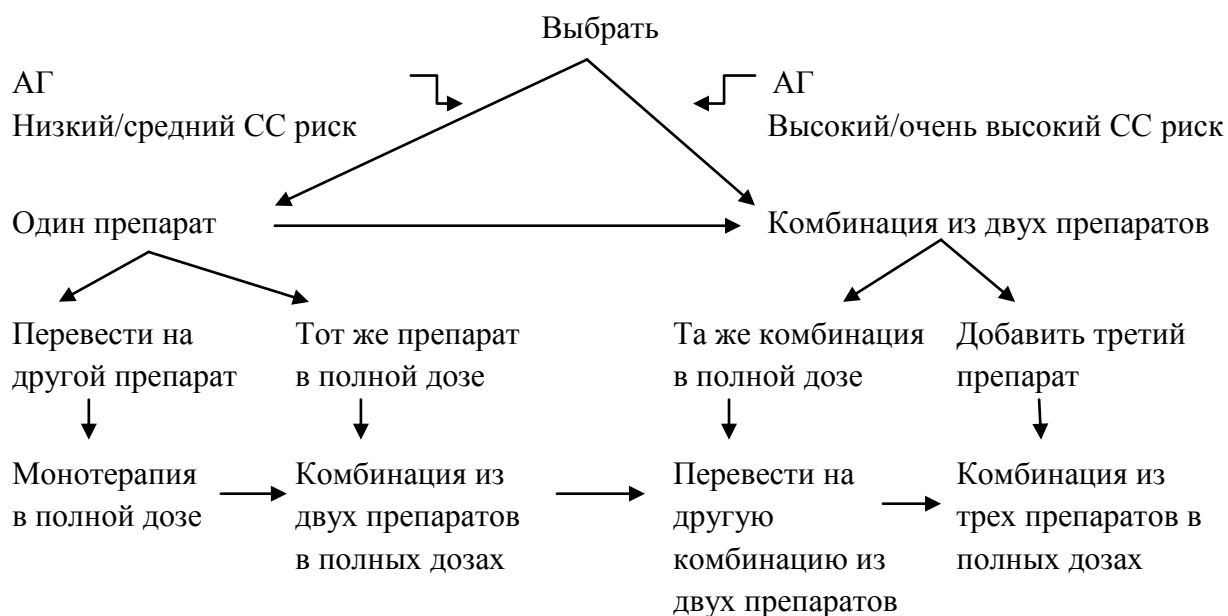 Выбрать
АГ
Низкий/средний СС риск
АГ
Высокий/очень высокий СС риск
Один препарат
Комбинация из двух препаратов
Перевести на
другой препарат
Тот же препарат
в полной дозе
Та же комбинация
в полной дозе
Добавить третий
препарат
Монотерапия
в полной дозе
Комбинация из
двух препаратов
в полных дозах
Перевести на
другую
комбинацию из
двух препаратов
Комбинация из
трех препаратов в
полных дозах